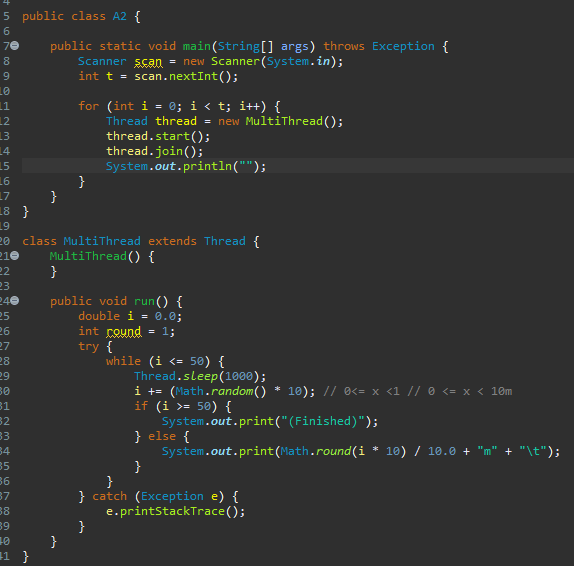 4
5 public class A2 {
6
7 public static void main(String[] args) throws Exception {
8 Scanner scan = new Scanner(System.in);
9 int t = scan.nextInt();
10
11 for (int i = 0; i < t; i++) {
12 Thread thread = new MultiThread();
13 thread.start();
14 thread.join();
15 System.out.println("");
16 }
17 }
18 }
19
20 class MultiThread extends Thread {
21 MultiThread() {
22 }
23
24 public void run() {
25 double i = 0.0;
26 int round = 1;
27 try {
28 while (i <= 50) {
29 Thread.sleep(1000);
30 i += (Math.random() * 10); // 0<= x <1 // 0 <= x < 10m
31 if (i >= 50) {
32 System.out.print("(Finished)");
33 } else {
34 System.out.print(Math.round(i * 10) / 10.0 + "m" + "\t");
35 }
36 }
37 } catch (Exception e) {
38 e.printStackTrace();
39 }
40 }
41 }